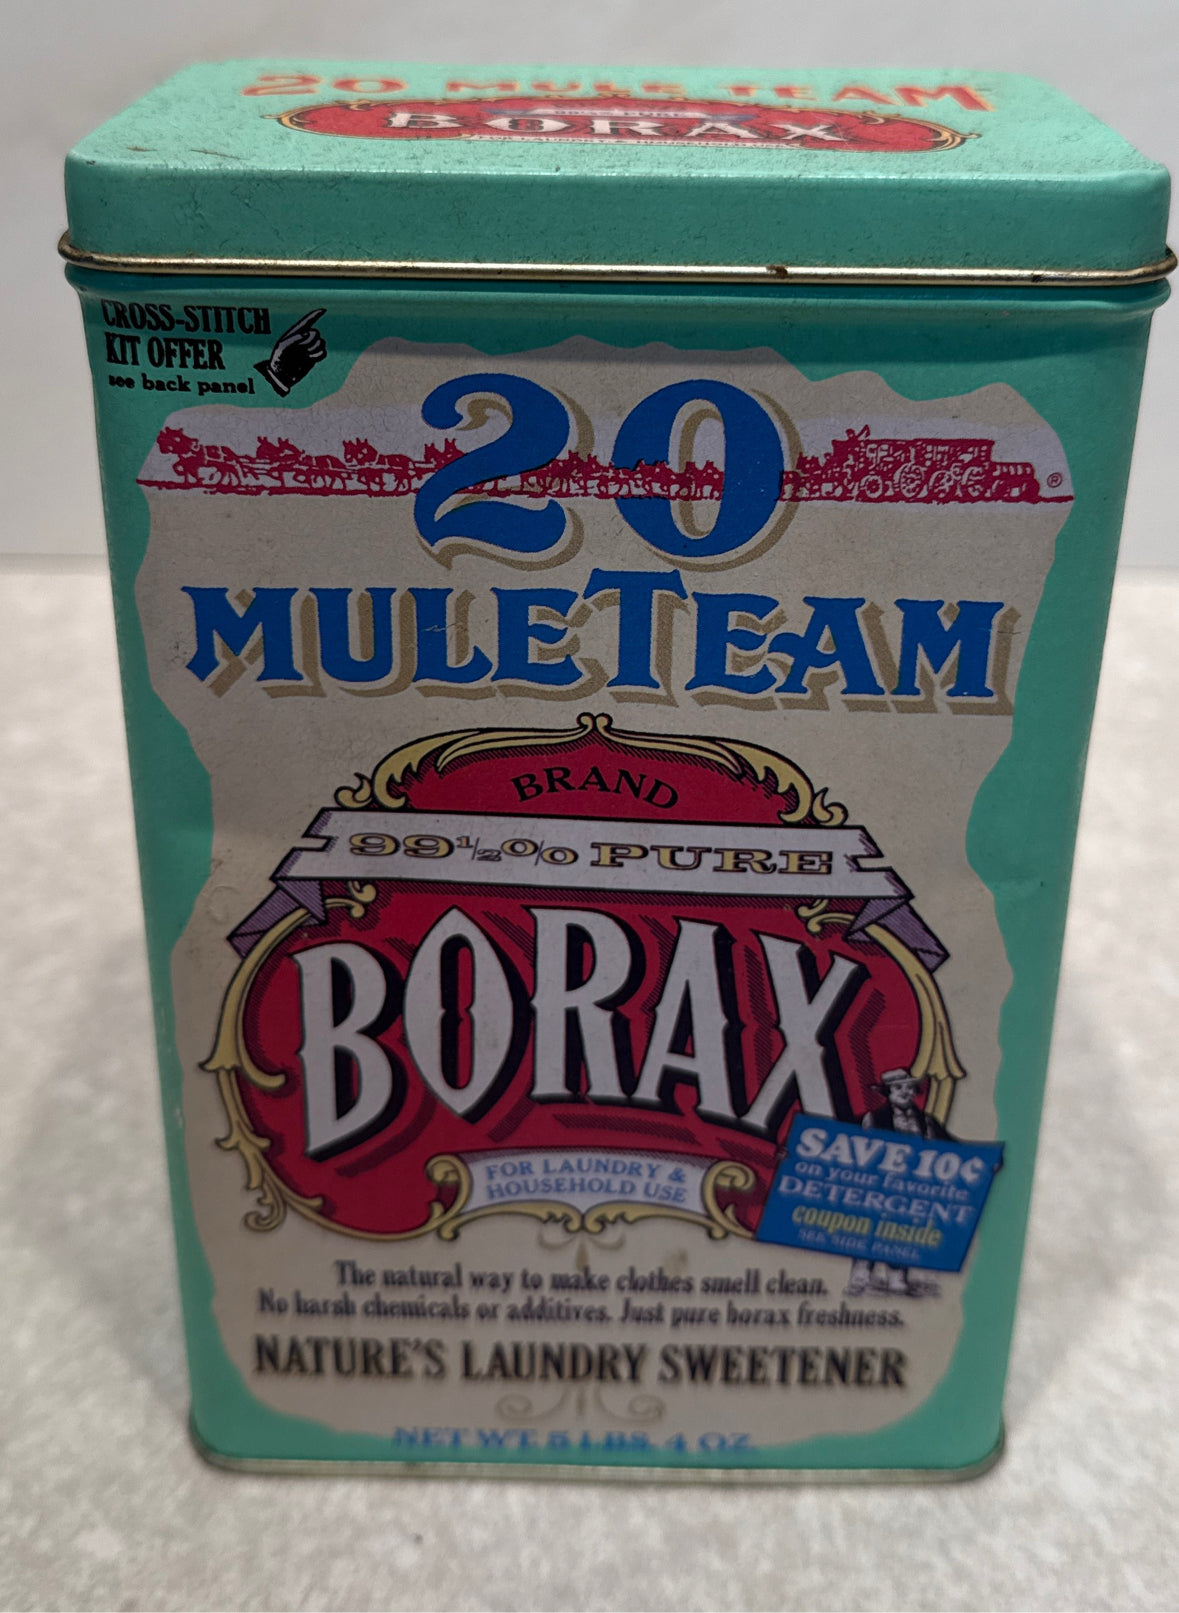 20 MULE TEAM
BORAX
CROSS-STITCH
KIT OFFER
see back panel
20
®
MULE TEAM
BRAND
99½% PURE
BORAX
FOR LAUNDRY &
HOUSEHOLD USE
SAVE 10¢
on your favorite
DETERGENT
coupon inside
SEE SIDE PANEL
The natural way to make clothes smell clean.
No harsh chemicals or additives. Just pure borax freshness.
NATURE'S LAUNDRY SWEETENER
NET WT. 5 LBS. 4 OZ.